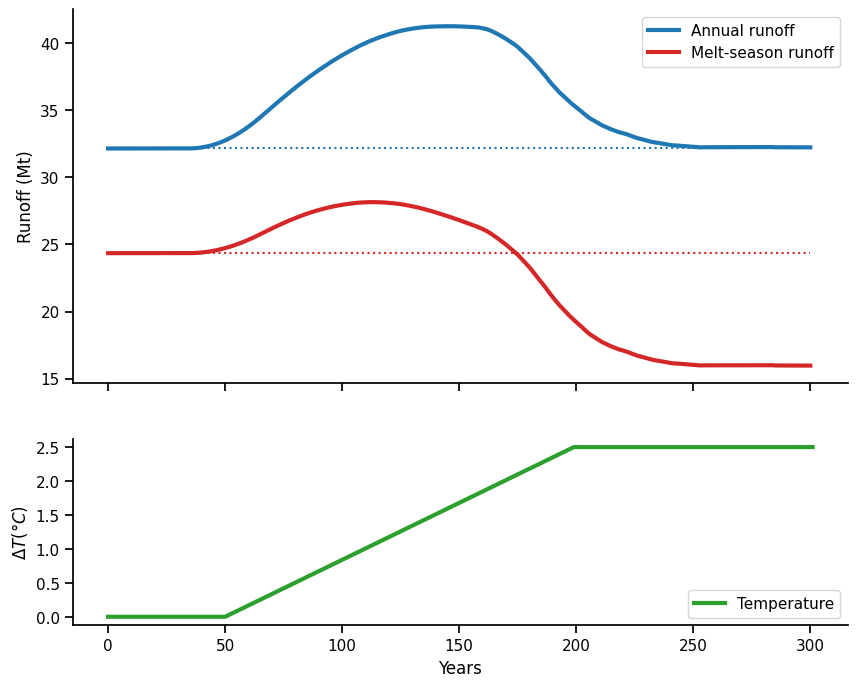 Annual runoff
Melt-season runoff
40
35
30
25
20
15
Runoff (Mt)
2.5
2.0
1.5
1.0
0.5
0.0
ΔT(°C)
Temperature
0 50 100 150 200 250 300
Years